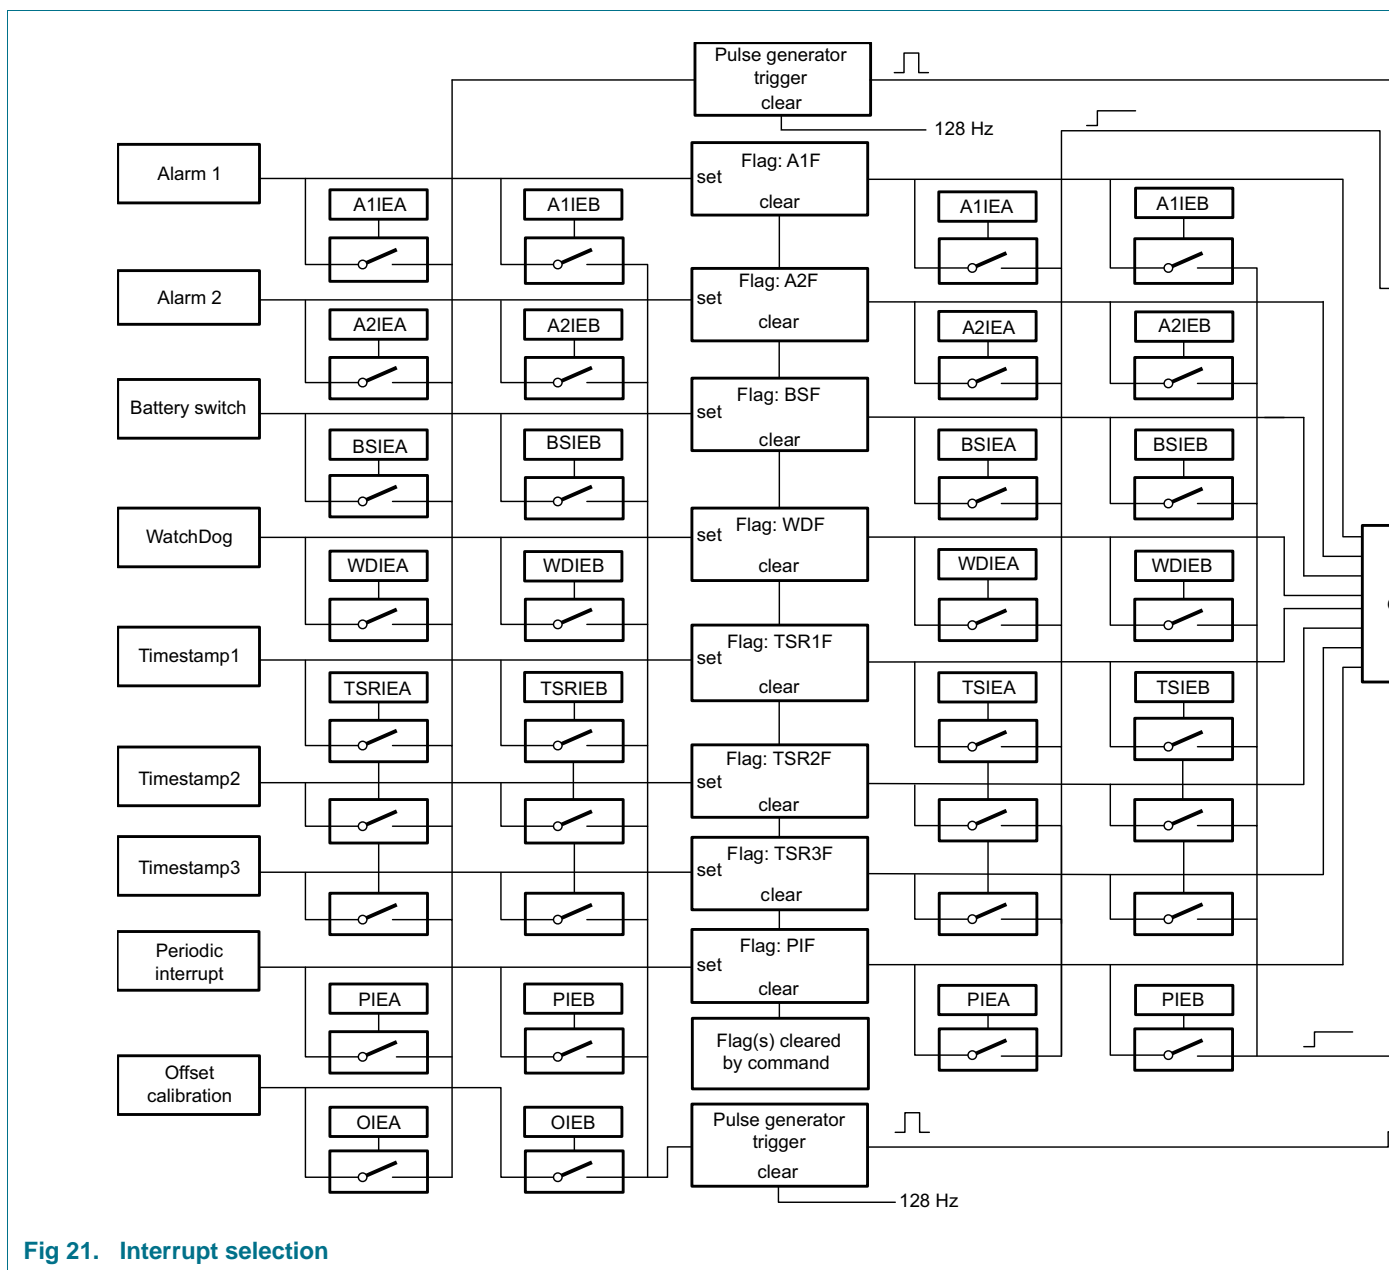 Pulse generator
trigger
clear
128 Hz
Alarm 1
Flag: A1F
set
clear
A1IEA
A1IEB
A1IEA
A1IEB
Alarm 2
Flag: A2F
set
clear
A2IEA
A2IEB
A2IEA
A2IEB
Battery switch
Flag: BSF
set
clear
BSIEA
BSIEB
BSIEA
BSIEB
WatchDog
Flag: WDF
set
clear
WDIEA
WDIEB
WDIEA
WDIEB
Timestamp1
Flag: TSR1F
set
clear
TSRIEA
TSRIEB
TSIEA
TSIEB
Timestamp2
Flag: TSR2F
set
clear
Timestamp3
Flag: TSR3F
set
clear
Periodic
interrupt
Flag: PIF
set
clear
PIEA
PIEB
PIEA
PIEB
Flag(s) cleared
by command
Offset
calibration
OIEA
OIEB
Pulse generator
trigger
clear
128 Hz
Fig 21. Interrupt selection